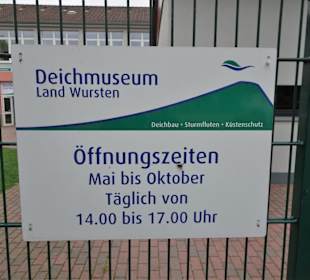 Deichmuseum
Land Wursten
Deichbau • Sturmfluten • Küstenschutz
Öffnungszeiten
Mai bis Oktober
Täglich von
14.00 bis 17.00 Uhr